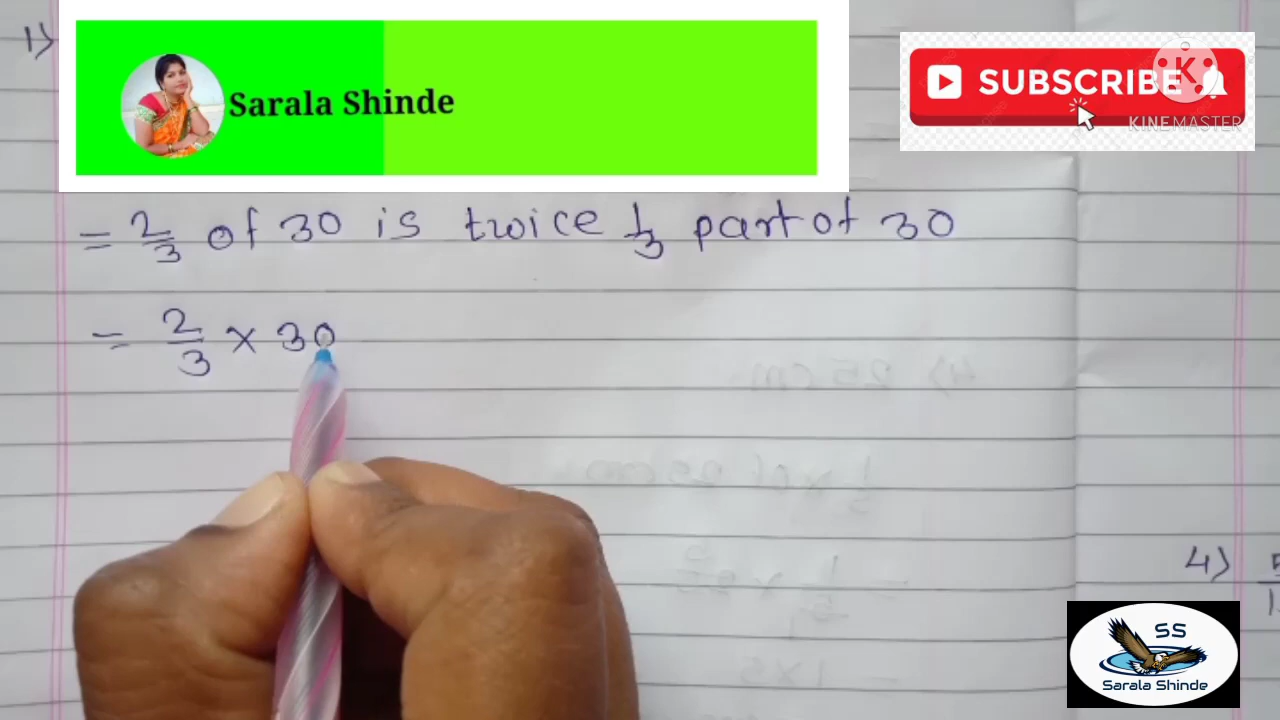 1)
Sarala Shinde
SUBSCRIBE
K
KINEMASTER
= 2/3 of 30 is twice 1/3 part of 30
= 2/3 × 30
4)
SS
Sarala Shinde